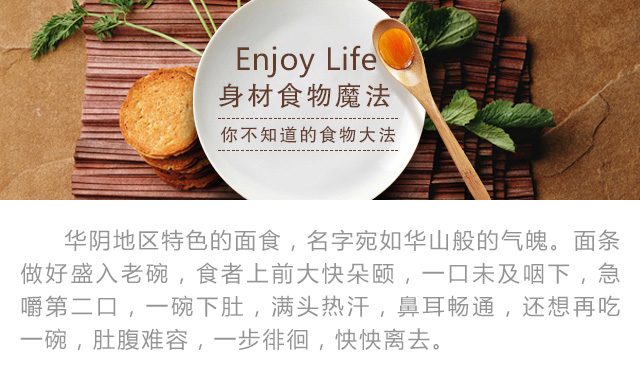 Enjoy Life
身材食物魔法
你不知道的食物大法
华阴地区特色的面食，名字宛如华山般的气魄。面条
做好盛入老碗，食者上前大快朵颐，一口未及咽下，急
嚼第二口，一碗下肚，满头热汗，鼻耳畅通，还想再吃
一碗，肚腹难容，一步徘徊，怏怏离去。